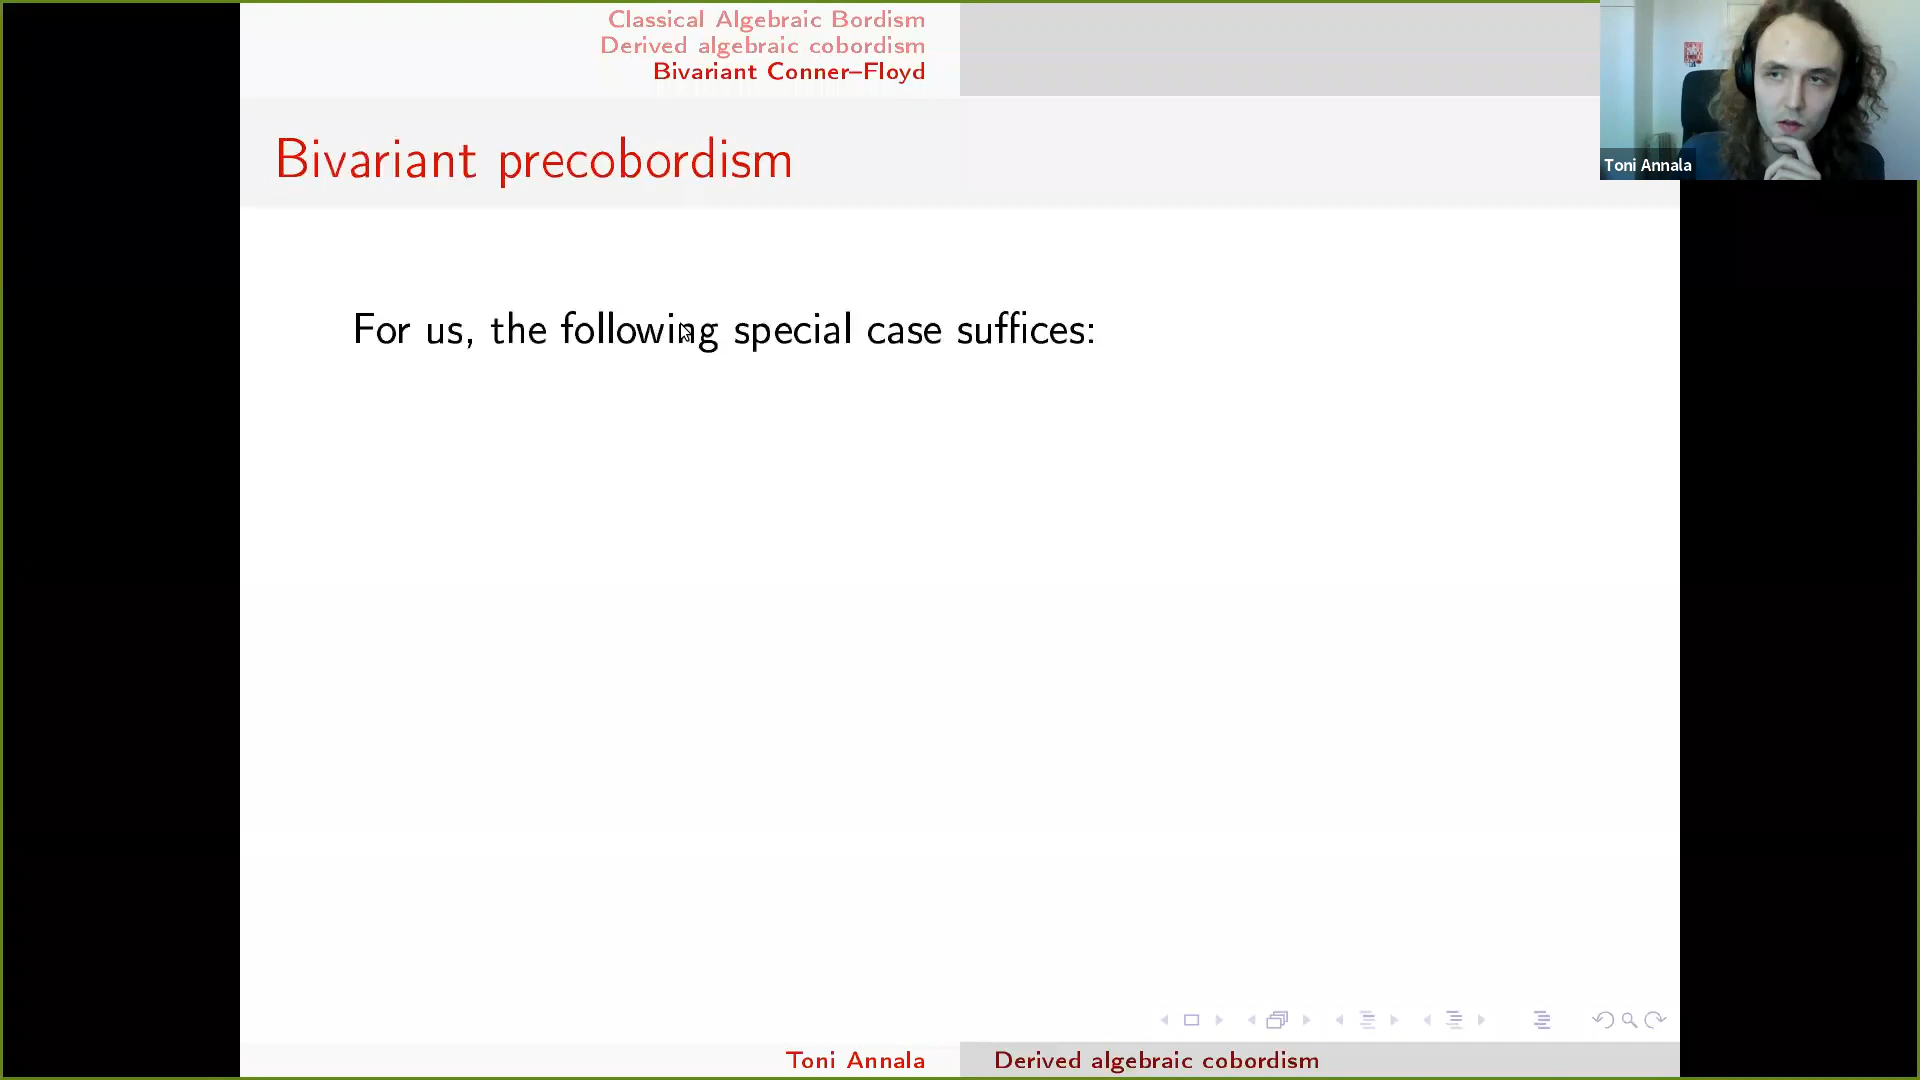 Classical Algebraic Bordism
Derived algebraic cobordism
Bivariant Conner–Floyd
Bivariant precobordism
Toni Annala
For us, the following special case suffices:
Toni Annala
Derived algebraic cobordism